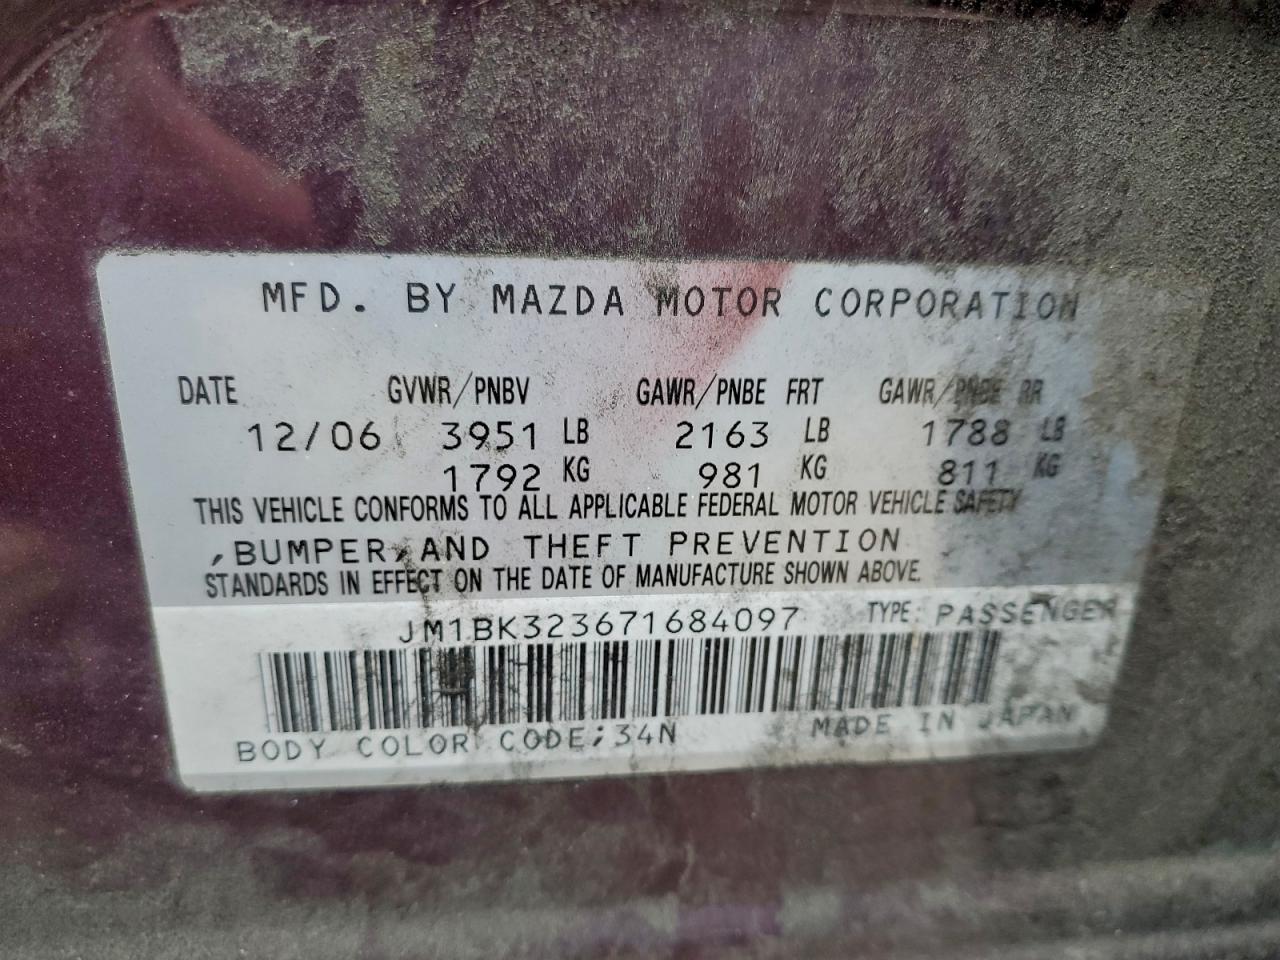 MFD. BY MAZDA MOTOR CORPORATION
DATE GVWR/PNBV GAWR/PNBE FRT GAWR/PNBE RR
12/06 3951 LB 2163 LB 1788 LB
1792 KG 981 KG 811 KG
THIS VEHICLE CONFORMS TO ALL APPLICABLE FEDERAL MOTOR VEHICLE SAFETY
,BUMPER,AND THEFT PREVENTION
STANDARDS IN EFFECT ON THE DATE OF MANUFACTURE SHOWN ABOVE.
JM1BK323671684097 TYPE: PASSENGER
BODY COLOR CODE;34N MADE IN JAPAN